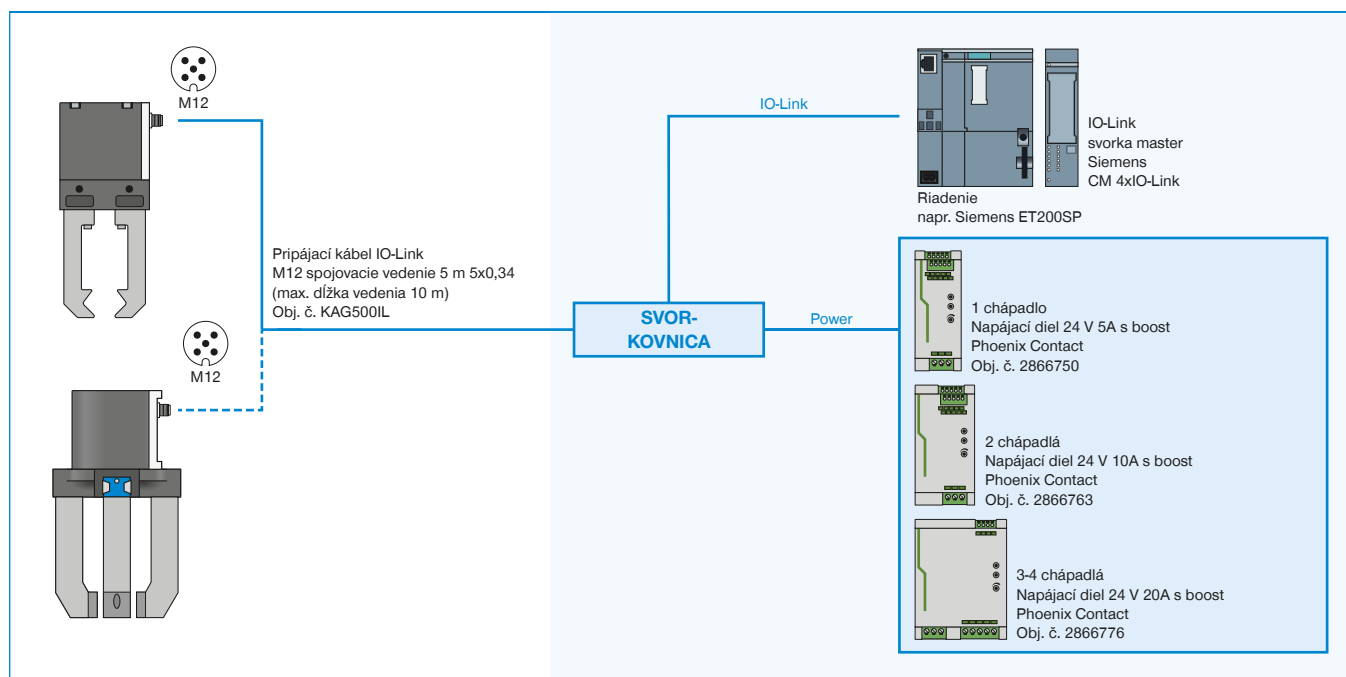 M12
M12
Pripájací kábel IO-Link
M12 spojovacie vedenie 5 m 5x0,34
(max. dĺžka vedenia 10 m)
Obj. č. KAG500IL
SVOR-
KOVNICA
IO-Link
Power
IO-Link
svorka master
Siemens
CM 4xIO-Link
Riadenie
napr. Siemens ET200SP
1 chápadlo
Napájací diel 24 V 5A s boost
Phoenix Contact
Obj. č. 2866750
2 chápadlá
Napájací diel 24 V 10A s boost
Phoenix Contact
Obj. č. 2866763
3-4 chápadlá
Napájací diel 24 V 20A s boost
Phoenix Contact
Obj. č. 2866776